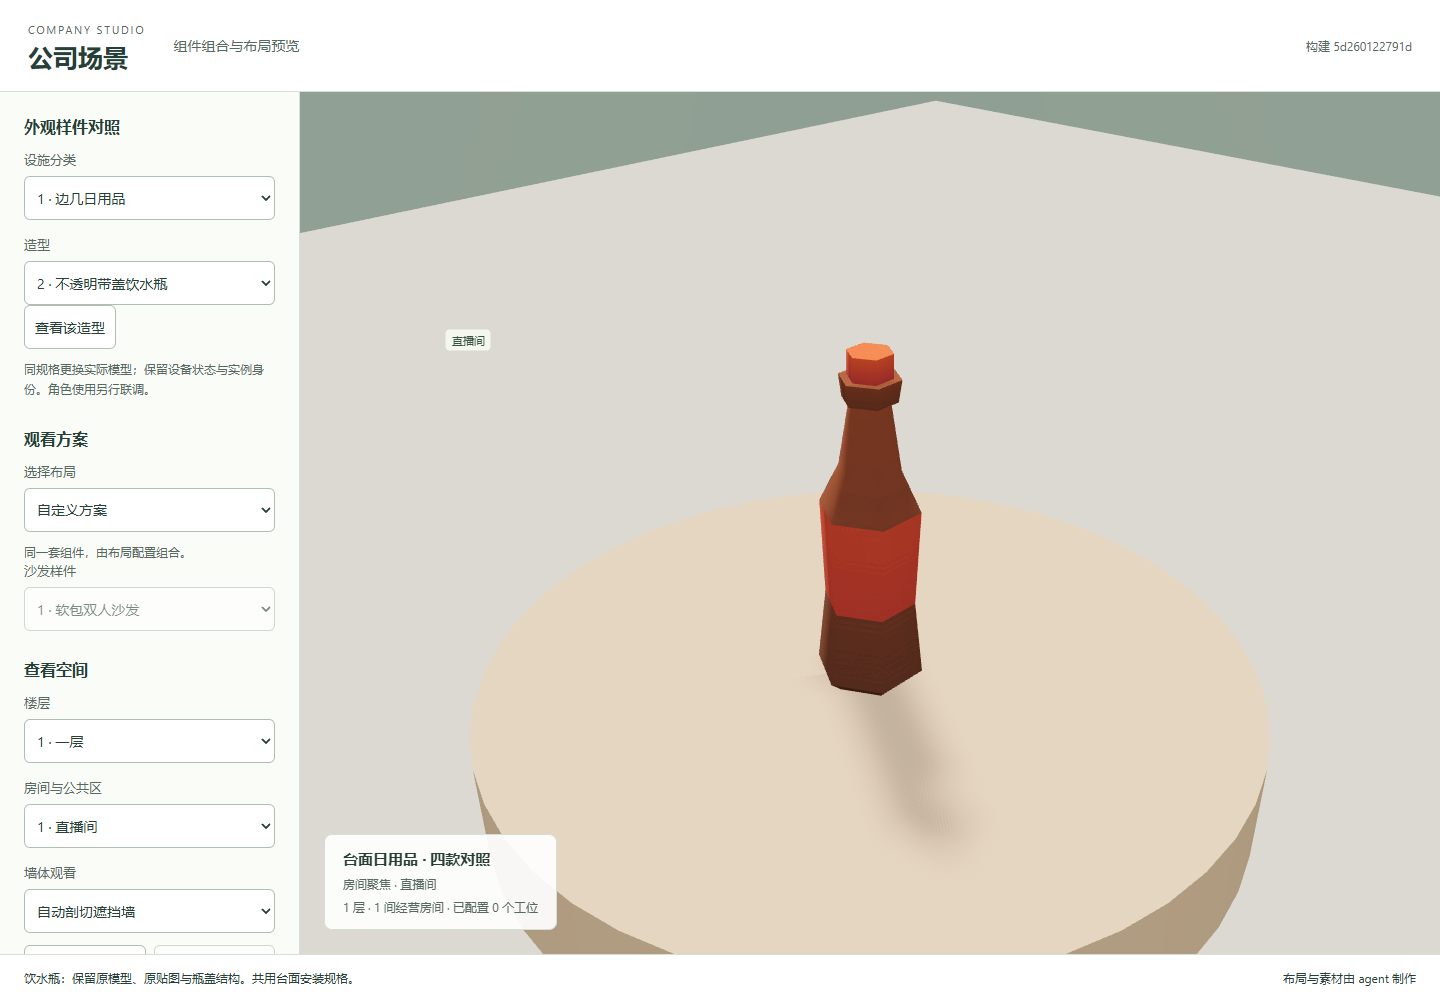 COMPANY STUDIO
公司场景
组件组合与布局预览
构建 5d260122791d
外观样件对照
设施分类
1 · 边几日用品
造型
2 · 不透明带盖饮水瓶
查看该造型
同规格更换实际模型；保留设备状态与实例身
份。角色使用另行联调。
观看方案
选择布局
自定义方案
同一套组件，由布局配置组合。
沙发样件
1 · 软包双人沙发
查看空间
楼层
1 · 一层
房间与公共区
1 · 直播间
墙体观看
自动剖切遮挡墙
直播间
台面日用品 · 四款对照
房间聚焦 · 直播间
1 层 · 1 间经营房间 · 已配置 0 个工位
饮水瓶：保留原模型、原贴图与瓶盖结构。共用台面安装规格。
布局与素材由 agent 制作